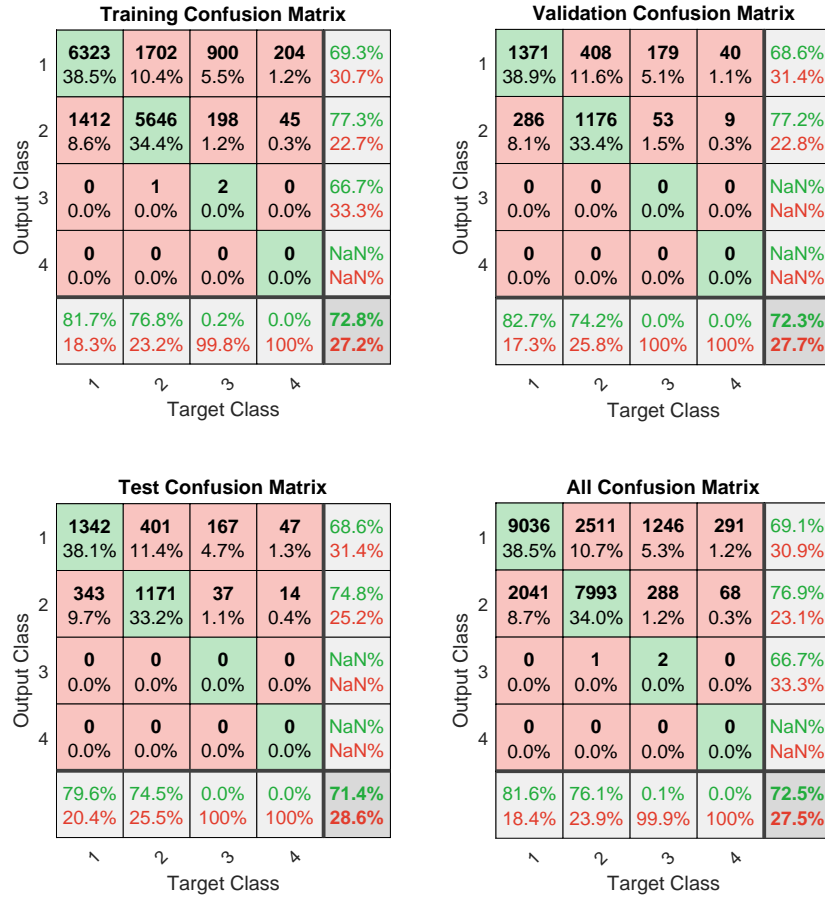 Training Confusion Matrix
1 6323 1702 900 204 69.3%
38.5% 10.4% 5.5% 1.2% 30.7%
2 1412 5646 198 45 77.3%
8.6% 34.4% 1.2% 0.3% 22.7%
3 0 1 2 0 66.7%
0.0% 0.0% 0.0% 0.0% 33.3%
4 0 0 0 0 NaN%
0.0% 0.0% 0.0% 0.0% NaN%
81.7% 76.8% 0.2% 0.0% 72.8%
18.3% 23.2% 99.8% 100% 27.2%
1 2 3 4
Target Class
Output Class
Validation Confusion Matrix
1 1371 408 179 40 68.6%
38.9% 11.6% 5.1% 1.1% 31.4%
2 286 1176 53 9 77.2%
8.1% 33.4% 1.5% 0.3% 22.8%
3 0 0 0 0 NaN%
0.0% 0.0% 0.0% 0.0% NaN%
4 0 0 0 0 NaN%
0.0% 0.0% 0.0% 0.0% NaN%
82.7% 74.2% 0.0% 0.0% 72.3%
17.3% 25.8% 100% 100% 27.7%
1 2 3 4
Target Class
Output Class
Test Confusion Matrix
1 1342 401 167 47 68.6%
38.1% 11.4% 4.7% 1.3% 31.4%
2 343 1171 37 14 74.8%
9.7% 33.2% 1.1% 0.4% 25.2%
3 0 0 0 0 NaN%
0.0% 0.0% 0.0% 0.0% NaN%
4 0 0 0 0 NaN%
0.0% 0.0% 0.0% 0.0% NaN%
79.6% 74.5% 0.0% 0.0% 71.4%
20.4% 25.5% 100% 100% 28.6%
1 2 3 4
Target Class
Output Class
All Confusion Matrix
1 9036 2511 1246 291 69.1%
38.5% 10.7% 5.3% 1.2% 30.9%
2 2041 7993 288 68 76.9%
8.7% 34.0% 1.2% 0.3% 23.1%
3 0 1 2 0 66.7%
0.0% 0.0% 0.0% 0.0% 33.3%
4 0 0 0 0 NaN%
0.0% 0.0% 0.0% 0.0% NaN%
81.6% 76.1% 0.1% 0.0% 72.5%
18.4% 23.9% 99.9% 100% 27.5%
1 2 3 4
Target Class
Output Class